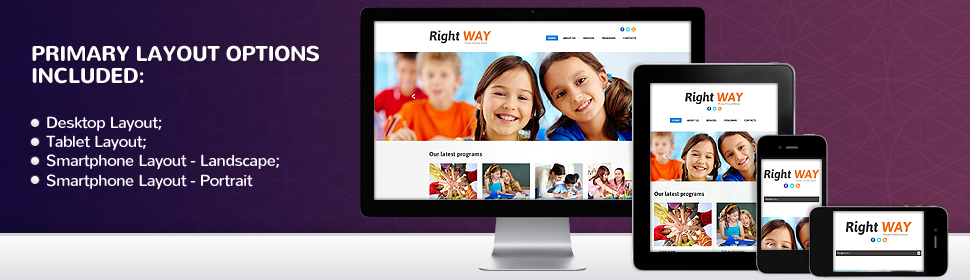 PRIMARY LAYOUT OPTIONS
INCLUDED:
Desktop Layout;
Tablet Layout;
Smartphone Layout - Landscape;
Smartphone Layout - Portrait
Right WAY
HOME ABOUT US SERVICES PROGRAMS CONTACTS
Our latest programs
Right WAY
HOME ABOUT US SERVICES PROGRAMS CONTACTS
Our latest programs
Right WAY
Right WAY